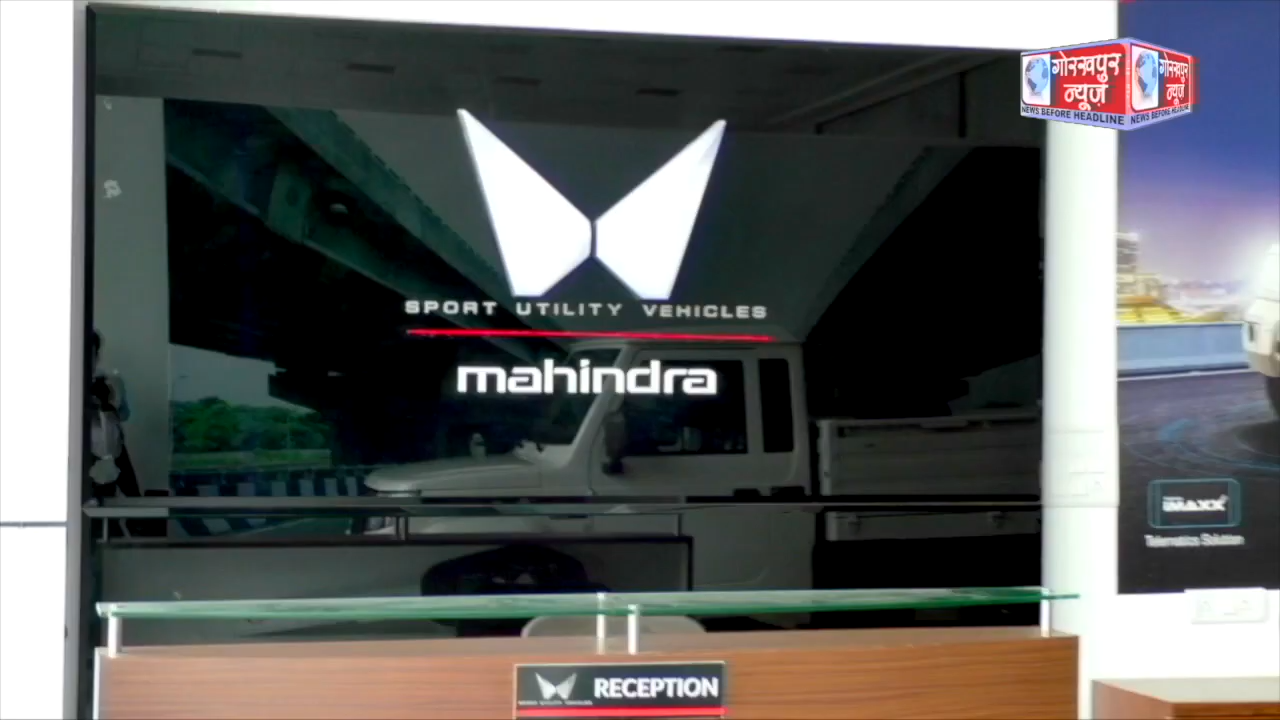 गोरखपुर
न्यूज़
NEWS BEFORE HEADLINE
गोरखपुर
न्यूज़
NEWS BEFORE HEADLINE
SPORT UTILITY VEHICLES
mahindra
iMAXX
Telematics Solution
RECEPTION